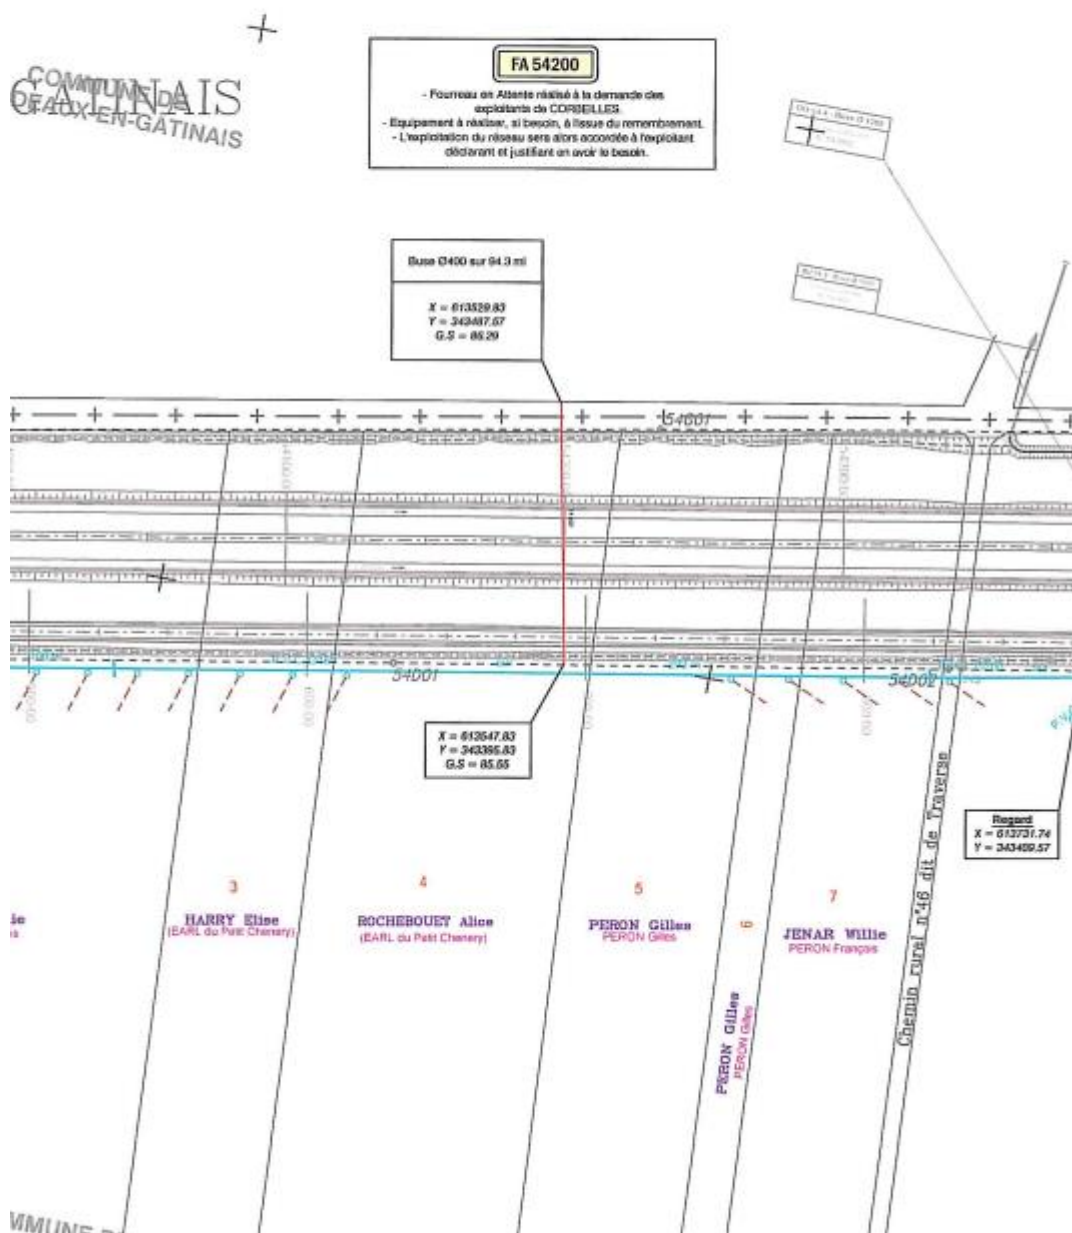 COMMUNE DE
GATINAIS
DEAUX-EN-GATINAIS
FA 54200
- Fourreau en Attente réalisé à la demande des
exploitants de CORBEILLES.
- Equipement à réaliser, si besoin, à l'issue du remembrement.
- L'exploitation du réseau sera alors accordée à l'exploitant
déclarant et justifiant en avoir le besoin.
Buse Ø400 sur 94.3 ml
X = 613529.83
Y = 343487.57
G.S = 85.29
54601
54001
54002
X = 613547.83
Y = 343395.83
G.S = 85.55
Regard
X = 613731.74
Y = 343409.57
3
HARRY Elise
(EARL du Petit Chenery)
4
ROCHEBOUET Alice
(EARL du Petit Chenery)
5
PERON Gilles
PERON Gilles
6
PERON Gilles
PERON Gilles
7
JENAR Willie
PERON François
Chemin rural n°46 dit de Traverse